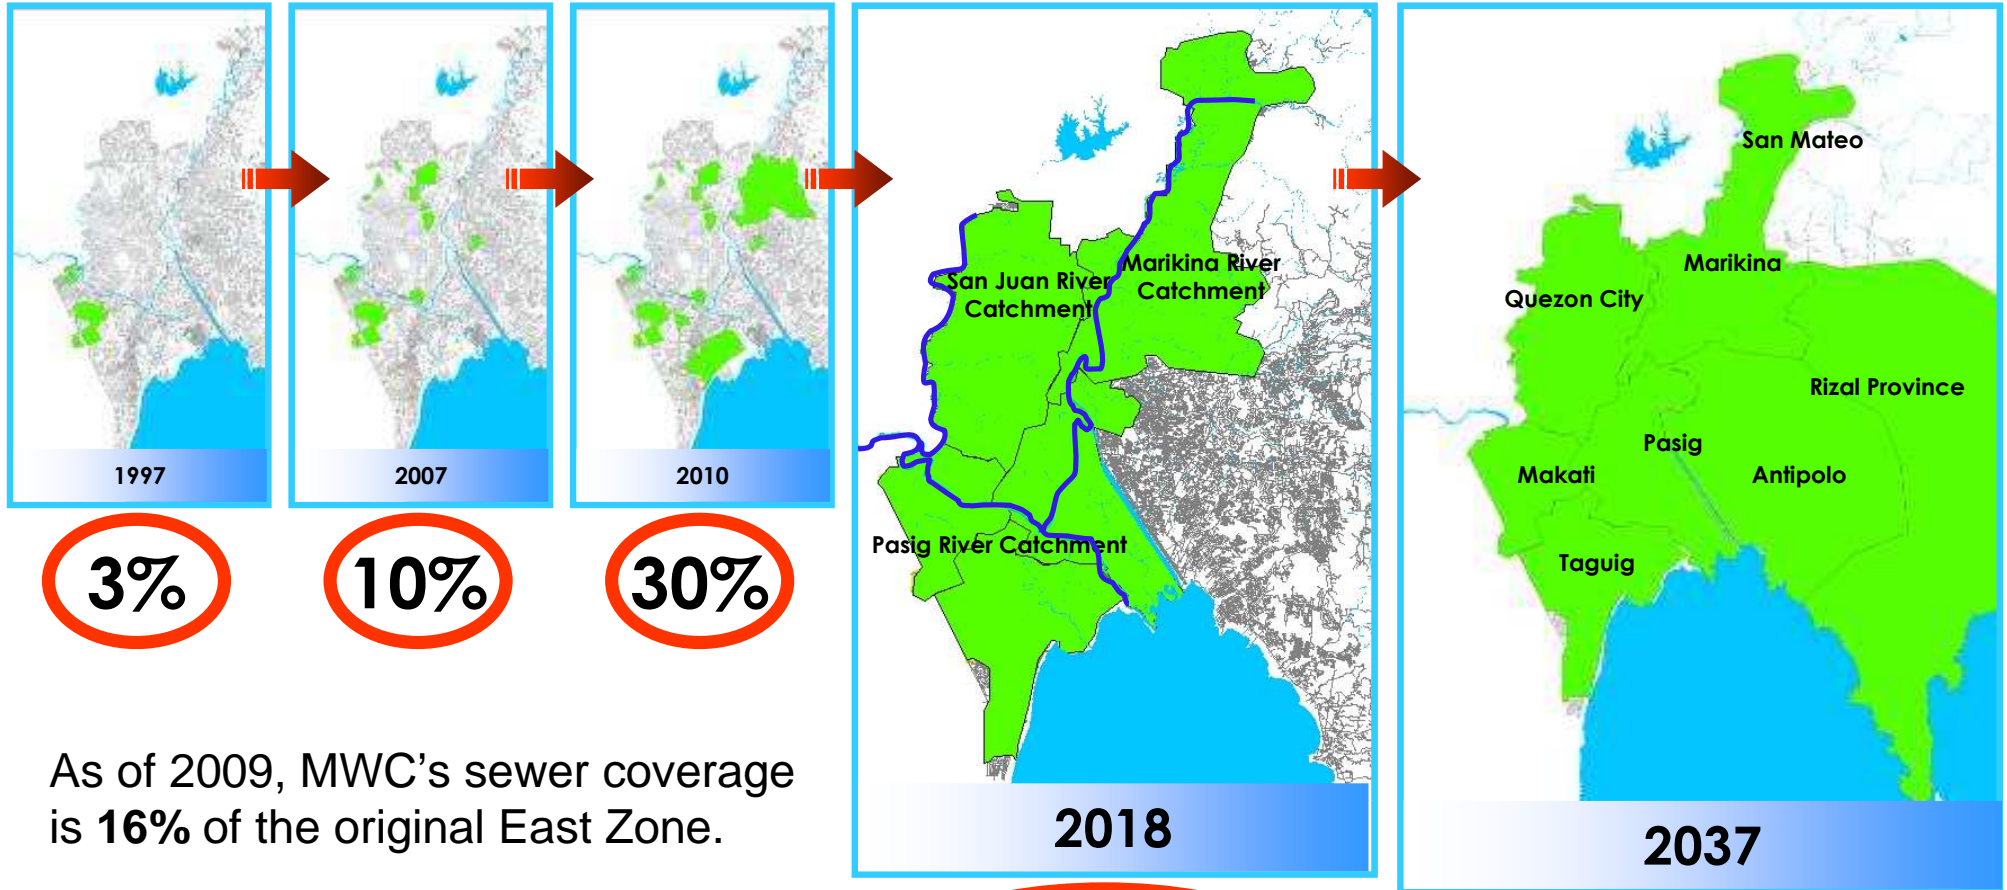 1997
2007
2010
3%
10%
30%
As of 2009, MWC's sewer coverage
is 16% of the original East Zone.
San Juan River
Catchment
Marikina River
Catchment
Pasig River Catchment
2018
San Mateo
Marikina
Quezon City
Rizal Province
Pasig
Makati
Antipolo
Taguig
2037